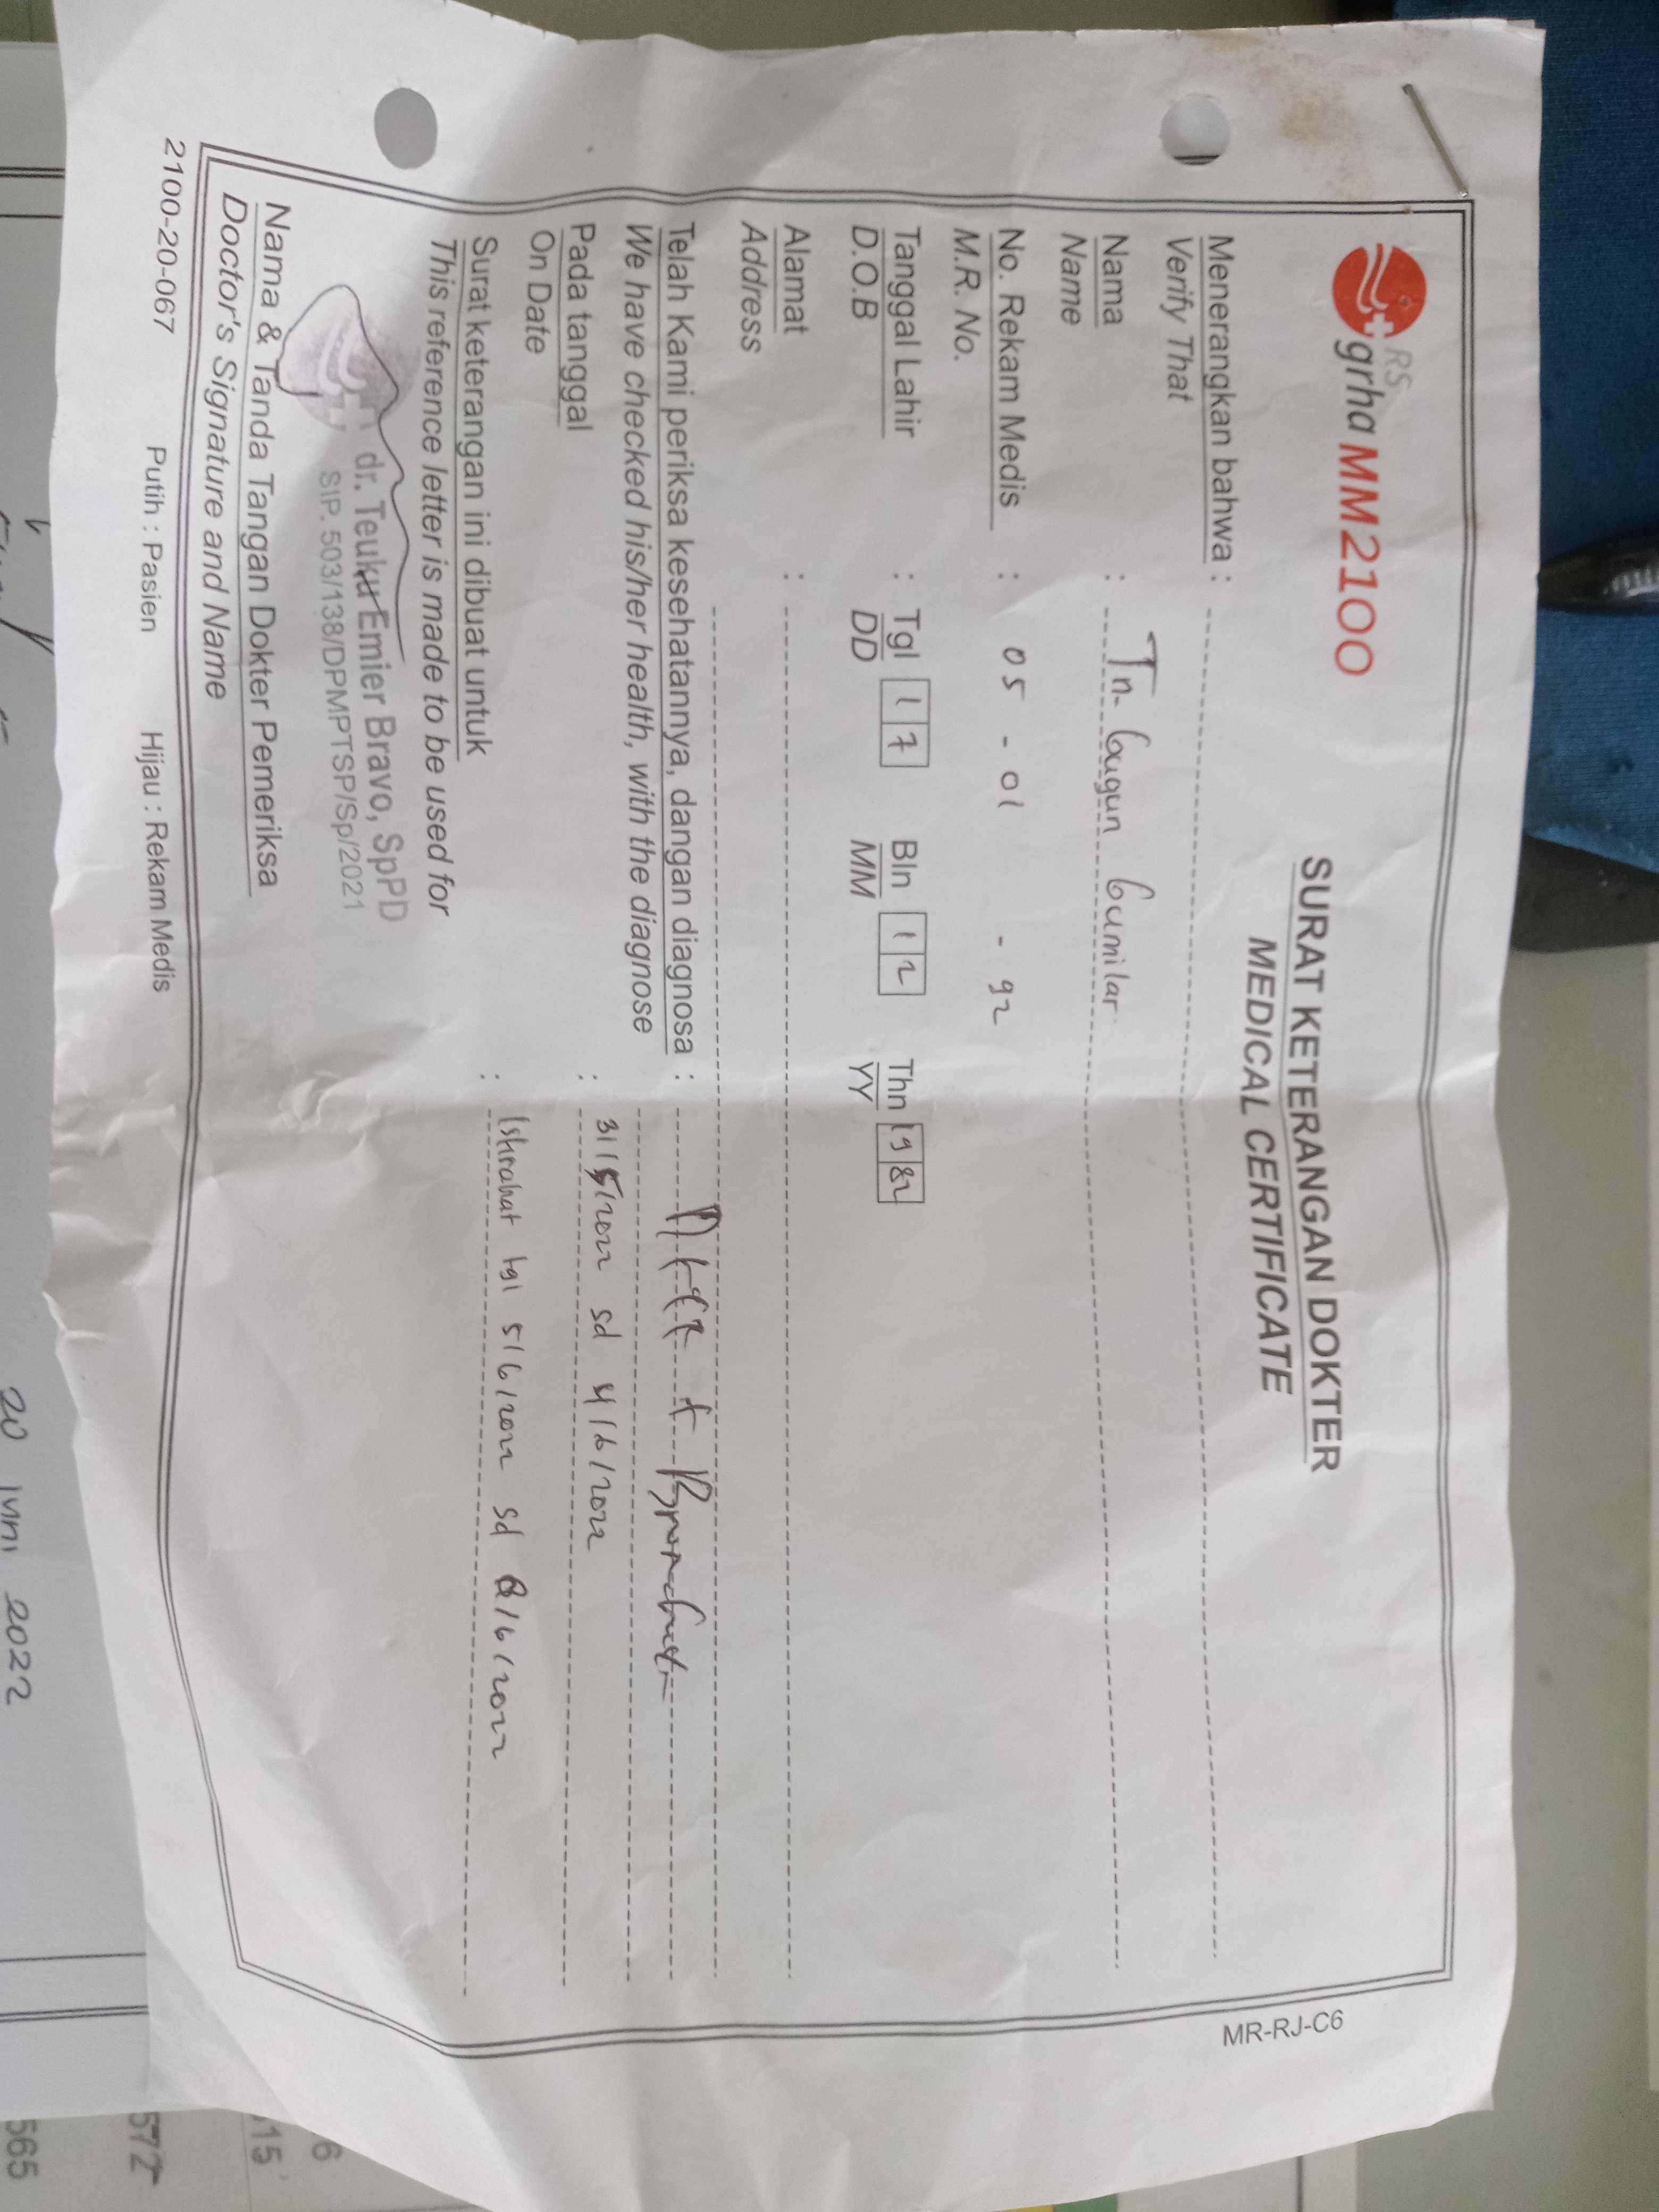 RS
grha MM2100
SURAT KETERANGAN DOKTER
MEDICAL CERTIFICATE
MR-RJ-C6
Menerangkan bahwa :
Verify That
Nama : Tn. Gugun Gumilar
Name
No. Rekam Medis : 05 - 01 - 92
M.R. No.
Tanggal Lahir : Tgl 17 Bln 12 Thn 1982
D.O.B DD MM YY
Alamat :
Address
Telah Kami periksa kesehatannya, dangan diagnosa :
We have checked his/her health, with the diagnose
Pada tanggal : 31/5/2022 sd 4/6/2022
On Date
Surat keterangan ini dibuat untuk : Istirahat tgl 5/6/2022 sd 8/6/2022
This reference letter is made to be used for
dr. Teuku Emier Bravo, SpPD
SIP. 503/138/DPMPTSP/Sp/2021
Nama & Tanda Tangan Dokter Pemeriksa
Doctor's Signature and Name
2100-20-067 Putih : Pasien Hijau : Rekam Medis
20 Juni 2022
6
15
572
565